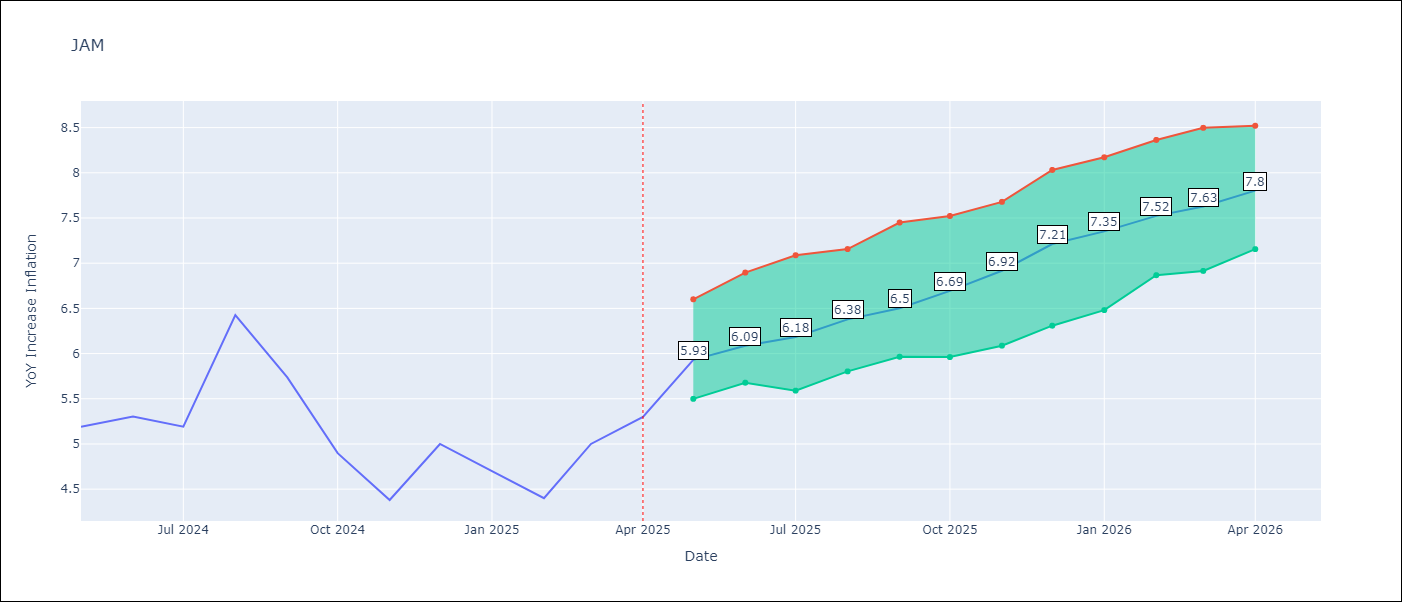 JAM
YoY Increase Inflation
8.5
8
7.5
7
6.5
6
5.5
5
4.5
5.93
6.09
6.18
6.38
6.5
6.69
6.92
7.21
7.35
7.52
7.63
7.8
Jul 2024
Oct 2024
Jan 2025
Apr 2025
Jul 2025
Oct 2025
Jan 2026
Apr 2026
Date